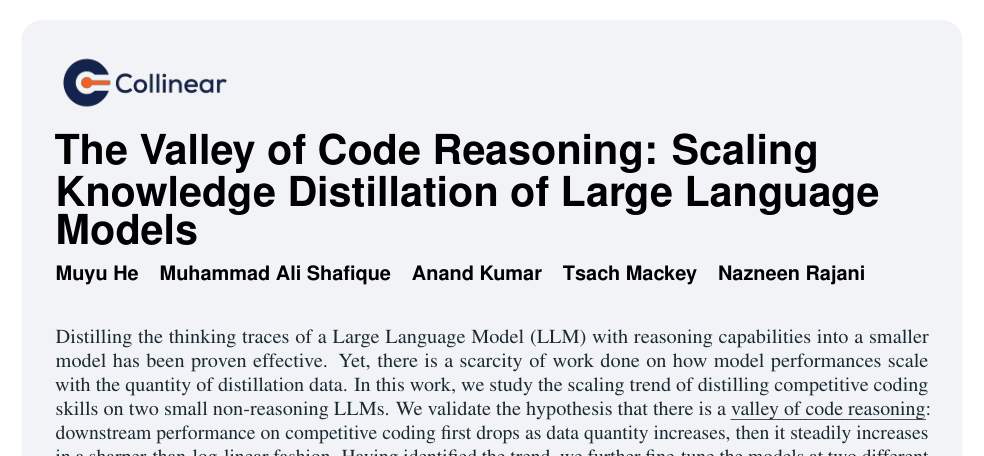 Collinear
The Valley of Code Reasoning: Scaling
Knowledge Distillation of Large Language
Models
Muyu He Muhammad Ali Shafique Anand Kumar Tsach Mackey Nazneen Rajani
Distilling the thinking traces of a Large Language Model (LLM) with reasoning capabilities into a smaller
model has been proven effective. Yet, there is a scarcity of work done on how model performances scale
with the quantity of distillation data. In this work, we study the scaling trend of distilling competitive coding
skills on two small non-reasoning LLMs. We validate the hypothesis that there is a valley of code reasoning:
downstream performance on competitive coding first drops as data quantity increases, then it steadily increases
in a sharper-than-log-linear fashion. Having identified the trend, we further fine-tune the models at two different